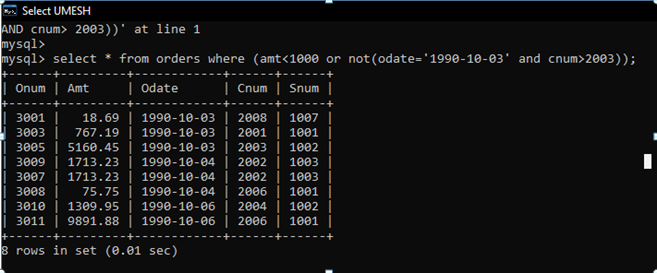 Select UMESH
AND cnum> 2003))' at line 1
mysql>
mysql> select * from orders where (amt<1000 or not(odate='1990-10-03' and cnum>2003));
+------+---------+------------+------+------+
| Onum | Amt     | Odate      | Cnum | Snum |
+------+---------+------------+------+------+
| 3001 |   18.69 | 1990-10-03 | 2008 | 1007 |
| 3003 |  767.19 | 1990-10-03 | 2001 | 1001 |
| 3005 | 5160.45 | 1990-10-03 | 2003 | 1002 |
| 3009 | 1713.23 | 1990-10-04 | 2002 | 1003 |
| 3007 | 1713.23 | 1990-10-04 | 2002 | 1003 |
| 3008 |   75.75 | 1990-10-04 | 2006 | 1001 |
| 3010 | 1309.95 | 1990-10-06 | 2004 | 1002 |
| 3011 | 9891.88 | 1990-10-06 | 2006 | 1001 |
+------+---------+------------+------+------+
8 rows in set (0.01 sec)